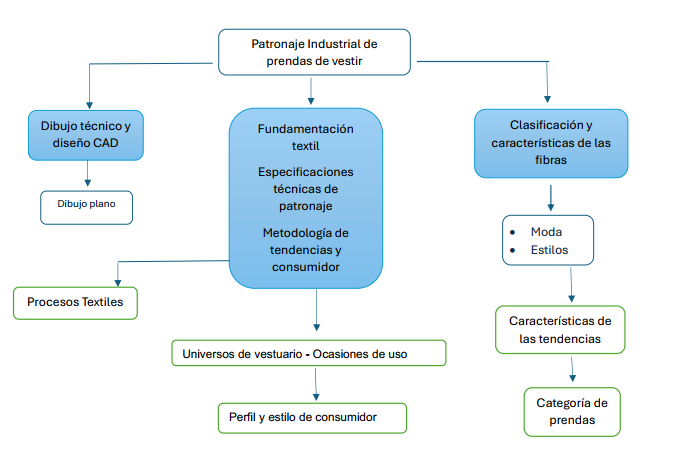 Patronaje Industrial de
prendas de vestir
Dibujo técnico y
diseño CAD
Dibujo plano
Fundamentación
textil
Especificaciones
técnicas de
patronaje
Metodología de
tendencias y
consumidor
Clasificación y
características de las
fibras
• Moda
• Estilos
Procesos Textiles
Universos de vestuario - Ocasiones de uso
Perfil y estilo de consumidor
Características de
las tendencias
Categoría de
prendas